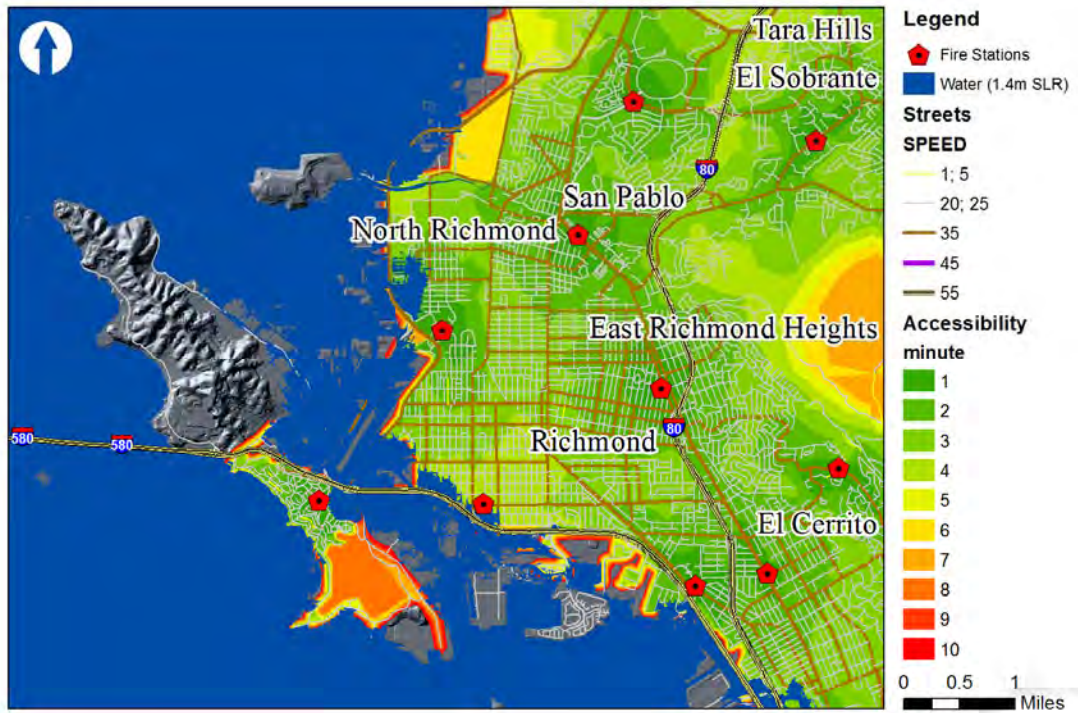 Tara Hills
El Sobrante
80
San Pablo
North Richmond
East Richmond Heights
80
Richmond
580
580
El Cerrito
Legend
Fire Stations
Water (1.4m SLR)
Streets
SPEED
1; 5
20; 25
35
45
55
Accessibility
minute
1
2
3
4
5
6
7
8
9
10
0 0.5 1
Miles